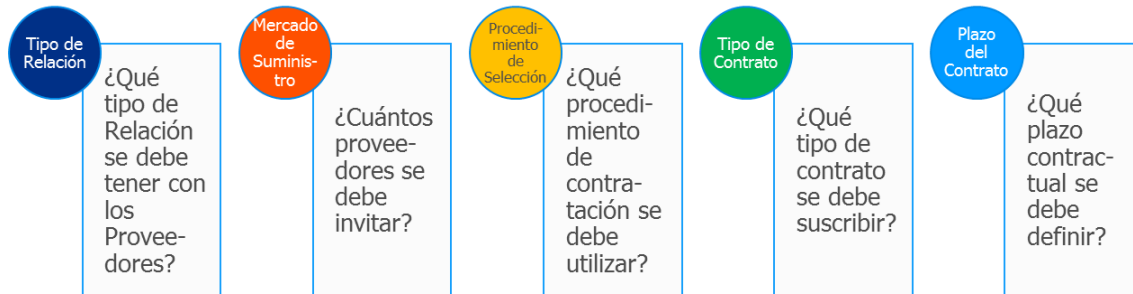 Tipo de
Relación
¿Qué
tipo de
Relación
se debe
tener con
los
Provee-
dores?
Mercado
de
Suminis-
tro
¿Cuántos
provee-
dores se
debe
invitar?
Procedi-
miento
de
Selección
¿Qué
procedi-
miento
de
contra-
tación se
debe
utilizar?
Tipo de
Contrato
¿Qué
tipo de
contrato
se debe
suscribir?
Plazo
del
Contrato
¿Qué
plazo
contrac-
tual se
debe
definir?